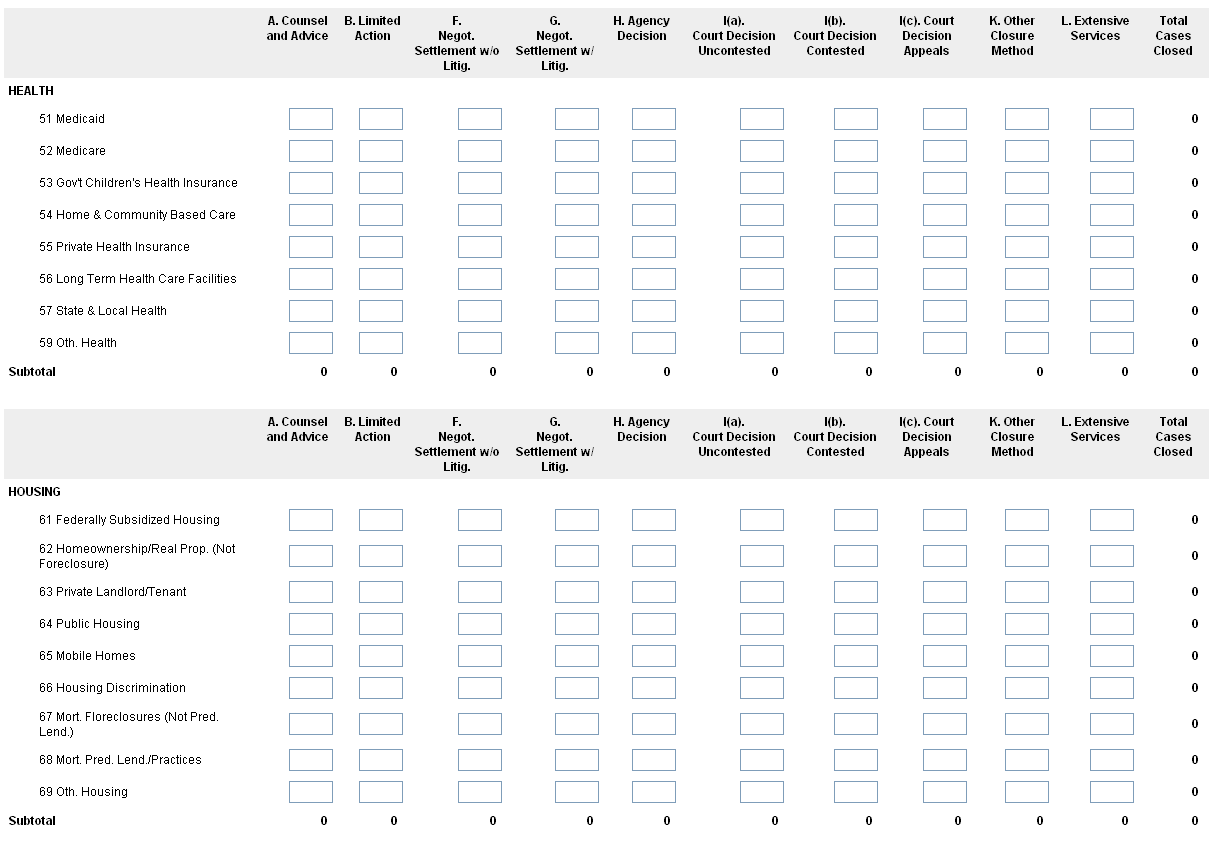 A. Counsel and Advice B. Limited Action F. Negot. Settlement w/o Litig. G. Negot. Settlement w/ Litig. H. Agency Decision I(a). Court Decision Uncontested I(b). Court Decision Contested I(c). Court Decision Appeals K. Other Closure Method L. Extensive Services Total Cases Closed
HEALTH
51 Medicaid 0
52 Medicare 0
53 Gov't Children's Health Insurance 0
54 Home & Community Based Care 0
55 Private Health Insurance 0
56 Long Term Health Care Facilities 0
57 State & Local Health 0
59 Oth. Health 0
Subtotal 0 0 0 0 0 0 0 0 0 0 0
A. Counsel and Advice B. Limited Action F. Negot. Settlement w/o Litig. G. Negot. Settlement w/ Litig. H. Agency Decision I(a). Court Decision Uncontested I(b). Court Decision Contested I(c). Court Decision Appeals K. Other Closure Method L. Extensive Services Total Cases Closed
HOUSING
61 Federally Subsidized Housing 0
62 Homeownership/Real Prop. (Not
Foreclosure) 0
63 Private Landlord/Tenant 0
64 Public Housing 0
65 Mobile Homes 0
66 Housing Discrimination 0
67 Mort. Floreclosures (Not Pred.
Lend.) 0
68 Mort. Pred. Lend./Practices 0
69 Oth. Housing 0
Subtotal 0 0 0 0 0 0 0 0 0 0 0